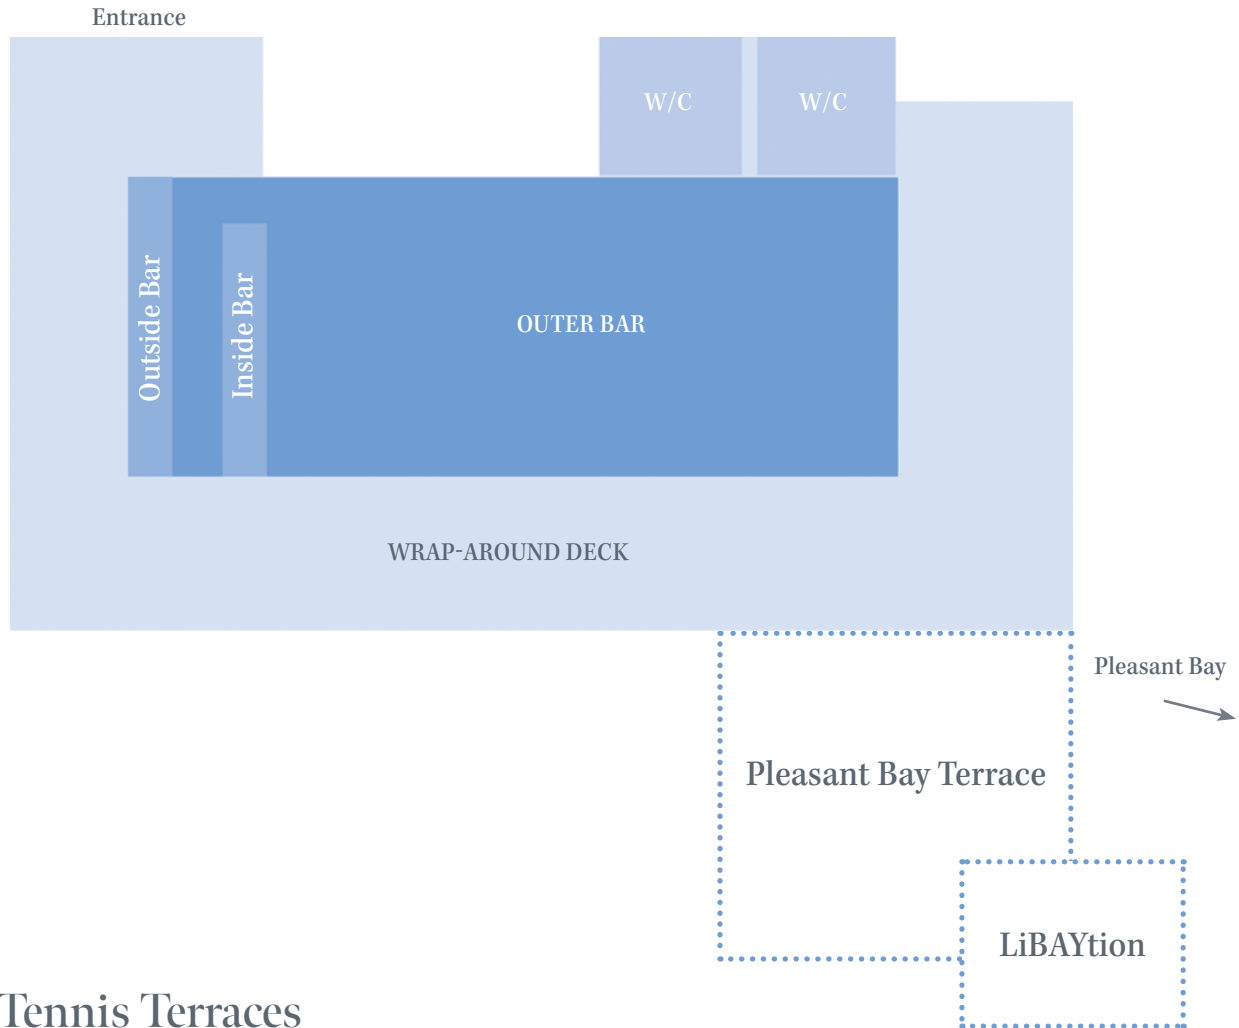 Entrance
W/C
W/C
Outside Bar
Inside Bar
OUTER BAR
WRAP-AROUND DECK
Pleasant Bay
Pleasant Bay Terrace
LiBAYtion
Tennis Terraces